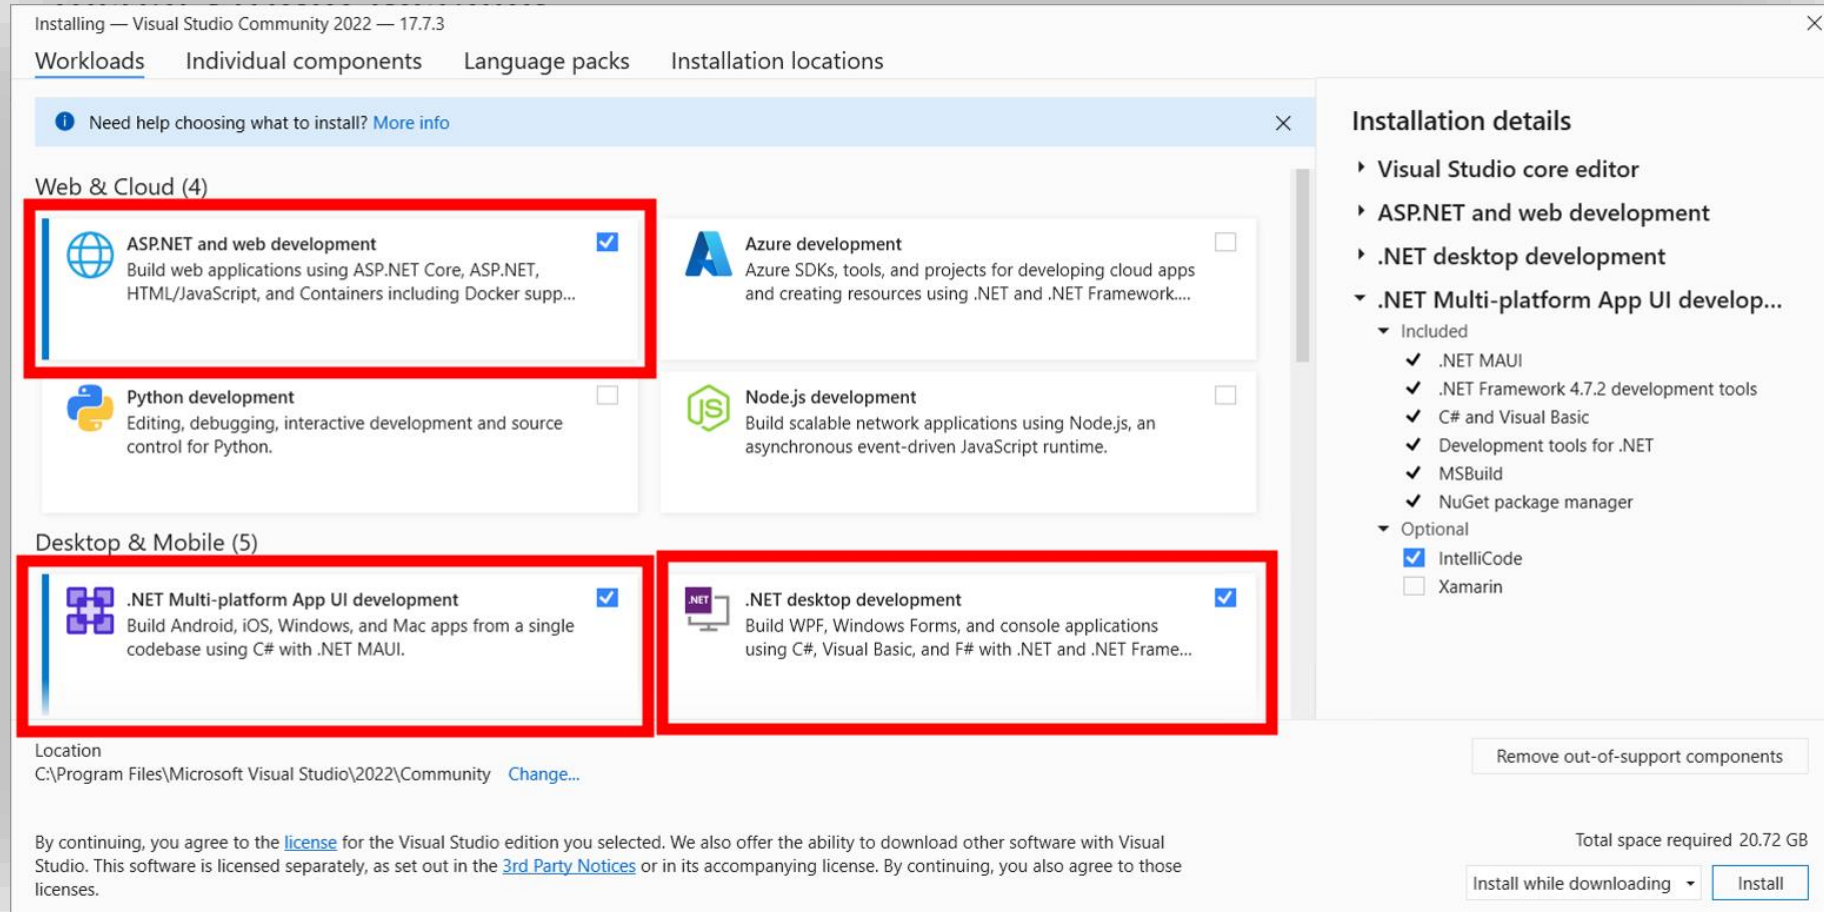 Installing — Visual Studio Community 2022 — 17.7.3
Workloads
Individual components
Language packs
Installation locations
Need help choosing what to install? More info
Web & Cloud (4)
ASP.NET and web development
Build web applications using ASP.NET Core, ASP.NET,
HTML/JavaScript, and Containers including Docker supp...
Azure development
Azure SDKs, tools, and projects for developing cloud apps
and creating resources using .NET and .NET Framework....
Python development
Editing, debugging, interactive development and source
control for Python.
JS
Node.js development
Build scalable network applications using Node.js, an
asynchronous event-driven JavaScript runtime.
Desktop & Mobile (5)
.NET Multi-platform App UI development
Build Android, iOS, Windows, and Mac apps from a single
codebase using C# with .NET MAUI.
.NET
.NET desktop development
Build WPF, Windows Forms, and console applications
using C#, Visual Basic, and F# with .NET and .NET Frame...
Installation details
Visual Studio core editor
ASP.NET and web development
.NET desktop development
.NET Multi-platform App UI develop...
Included
.NET MAUI
.NET Framework 4.7.2 development tools
C# and Visual Basic
Development tools for .NET
MSBuild
NuGet package manager
Optional
IntelliCode
Xamarin
Location
C:\Program Files\Microsoft Visual Studio\2022\Community Change...
Remove out-of-support components
By continuing, you agree to the license for the Visual Studio edition you selected. We also offer the ability to download other software with Visual
Studio. This software is licensed separately, as set out in the 3rd Party Notices or in its accompanying license. By continuing, you also agree to those
licenses.
Total space required 20.72 GB
Install while downloading
Install